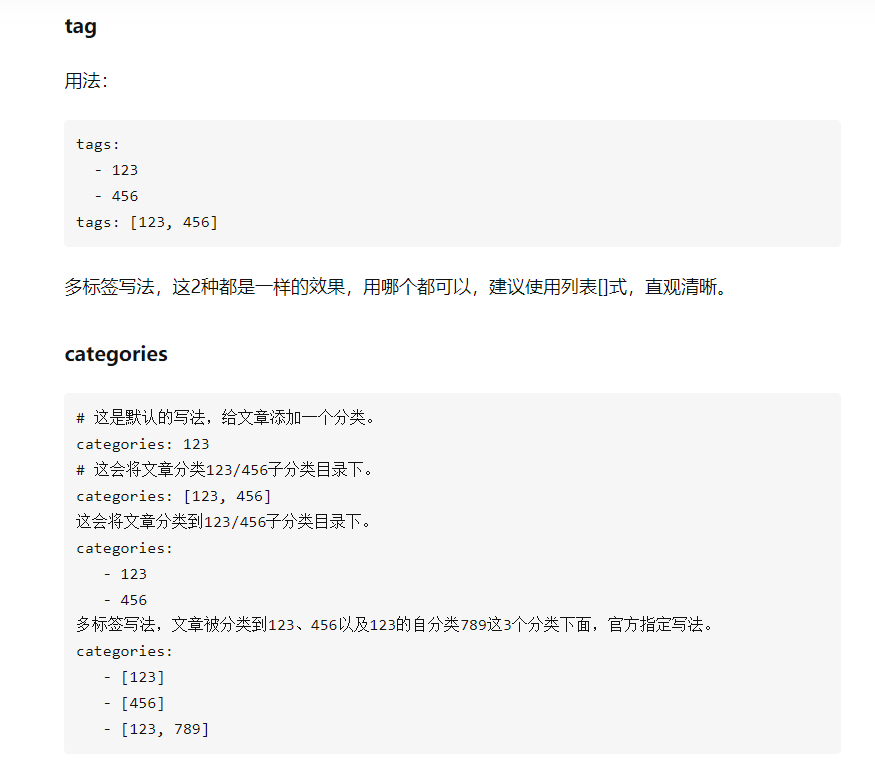 tag
用法：
tags:
  - 123
  - 456
tags: [123, 456]
多标签写法，这2种都是一样的效果，用哪个都可以，建议使用列表[]式，直观清晰。
categories
# 这是默认的写法，给文章添加一个分类。
categories: 123
# 这会将文章分类123/456子分类目录下。
categories: [123, 456]
这会将文章分类到123/456子分类目录下。
categories:
   - 123
   - 456
多标签写法，文章被分类到123、456以及123的自分类789这3个分类下面，官方指定写法。
categories:
   - [123]
   - [456]
   - [123, 789]